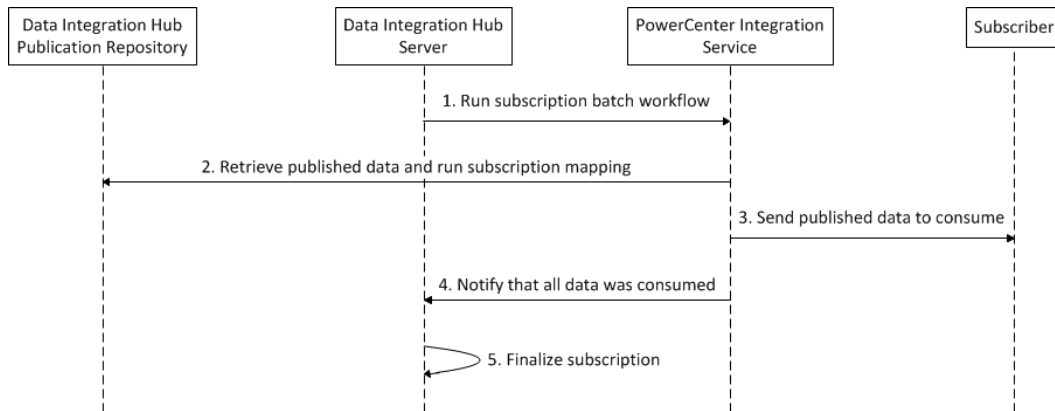 Data Integration Hub
Publication Repository
Data Integration Hub
Server
PowerCenter Integration
Service
Subscriber
1. Run subscription batch workflow
2. Retrieve published data and run subscription mapping
3. Send published data to consume
4. Notify that all data was consumed
5. Finalize subscription